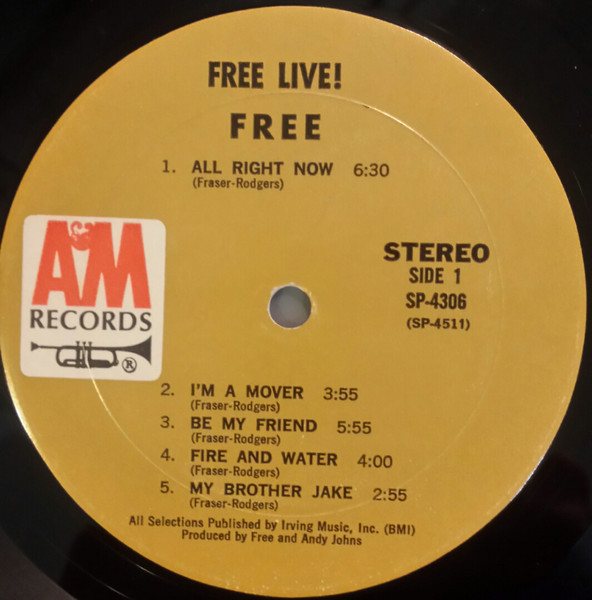 FREE LIVE!
FREE
1. ALL RIGHT NOW 6:30
(Fraser-Rodgers)
A&M
RECORDS
®
STEREO
SIDE 1
SP-4306
(SP-4511)
2. I'M A MOVER 3:55
(Fraser-Rodgers)
3. BE MY FRIEND 5:55
(Fraser-Rodgers)
4. FIRE AND WATER 4:00
(Fraser-Rodgers)
5. MY BROTHER JAKE 2:55
(Fraser-Rodgers)
All Selections Published by Irving Music, Inc. (BMI)
Produced by Free and Andy Johns